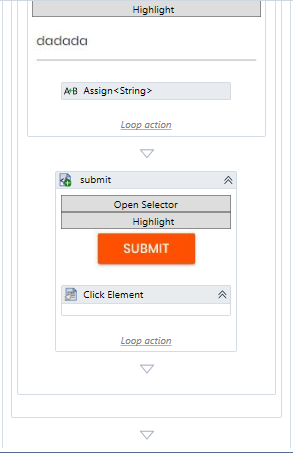 Highlight
dadada
A+B Assign<String>
Loop action
submit
Open Selector
Highlight
SUBMIT
Click Element
Loop action